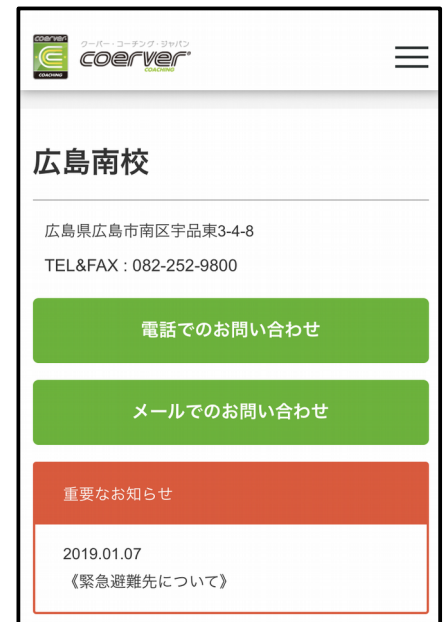 coerver
COACHING
クーバー・コーチング・ジャパン
coerver®
COACHING
広島南校
広島県広島市南区宇品東3-4-8
TEL&FAX : 082-252-9800
電話でのお問い合わせ
メールでのお問い合わせ
重要なお知らせ
2019.01.07
《緊急避難先について》